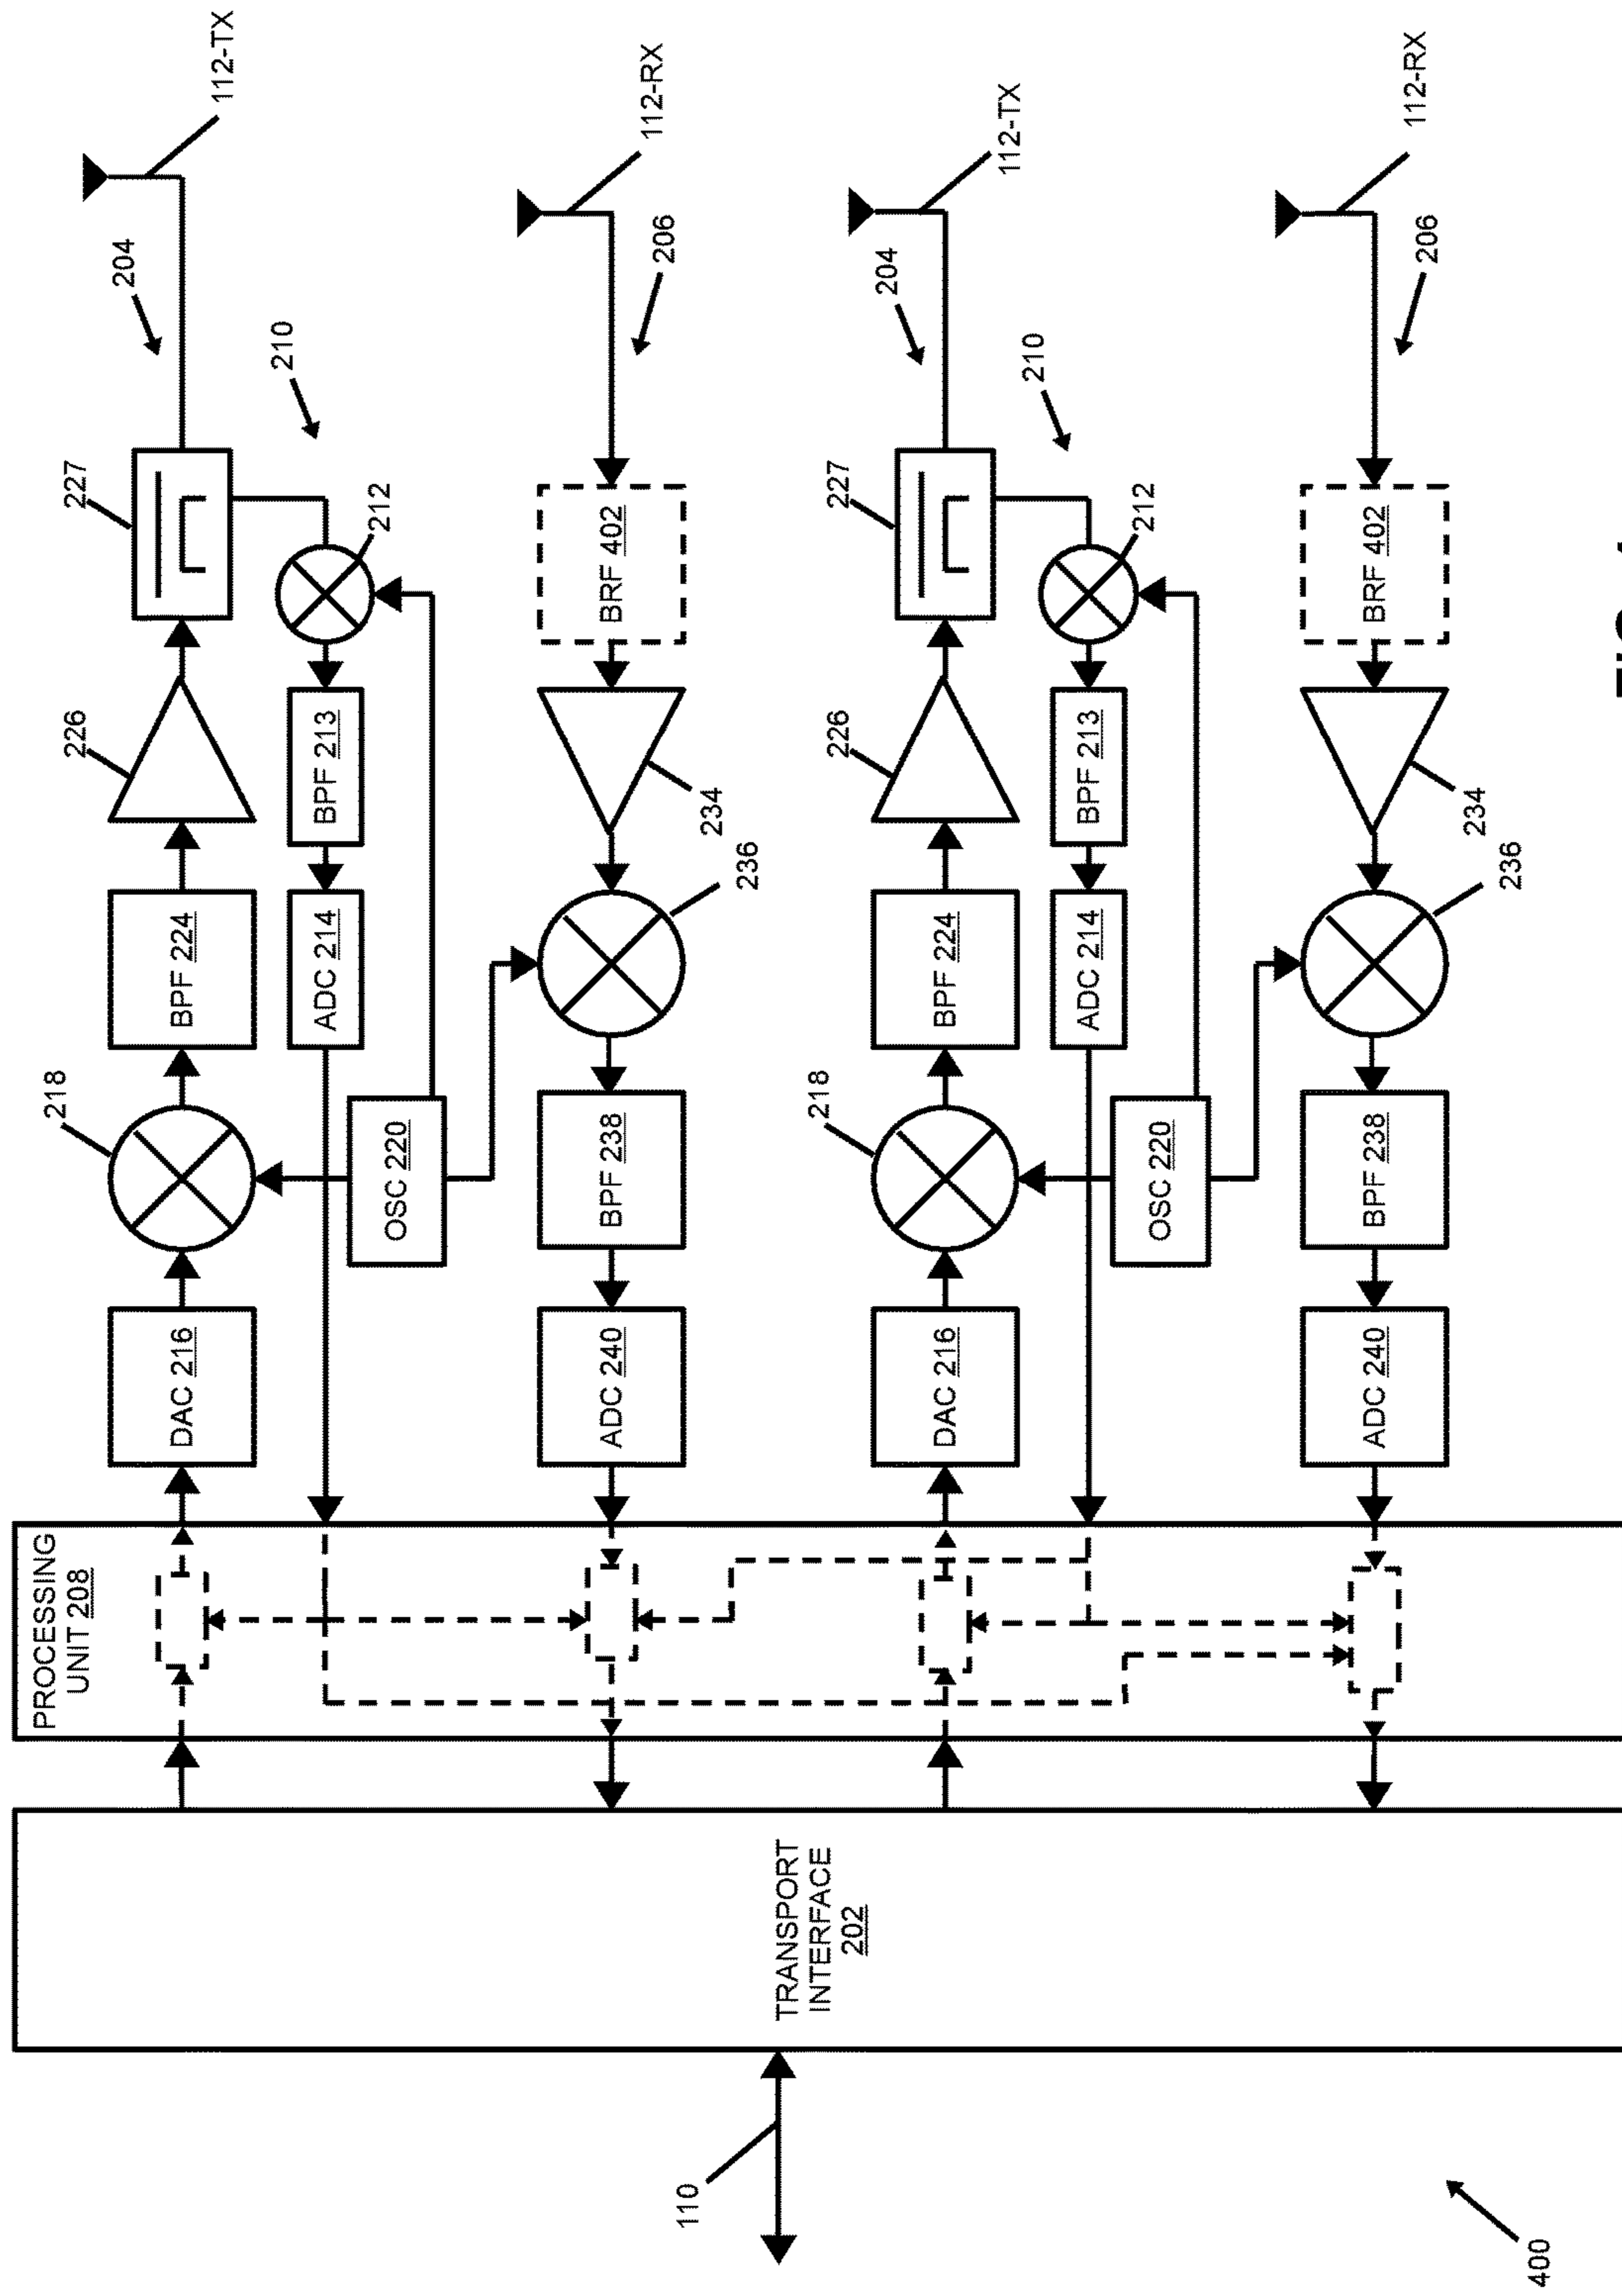 PROCESSING
UNIT 208
218
226
227
204
112-TX
DAC 216
BPF 224
210
ADC 214
BPF 213
212
OSC 220
ADC 240
BPF 238
BRF 402
206
112-RX
234
236
110
TRANSPORT
INTERFACE
202
218
226
227
204
112-TX
DAC 216
BPF 224
210
ADC 214
BPF 213
212
OSC 220
ADC 240
BPF 238
BRF 402
206
112-RX
234
236
400